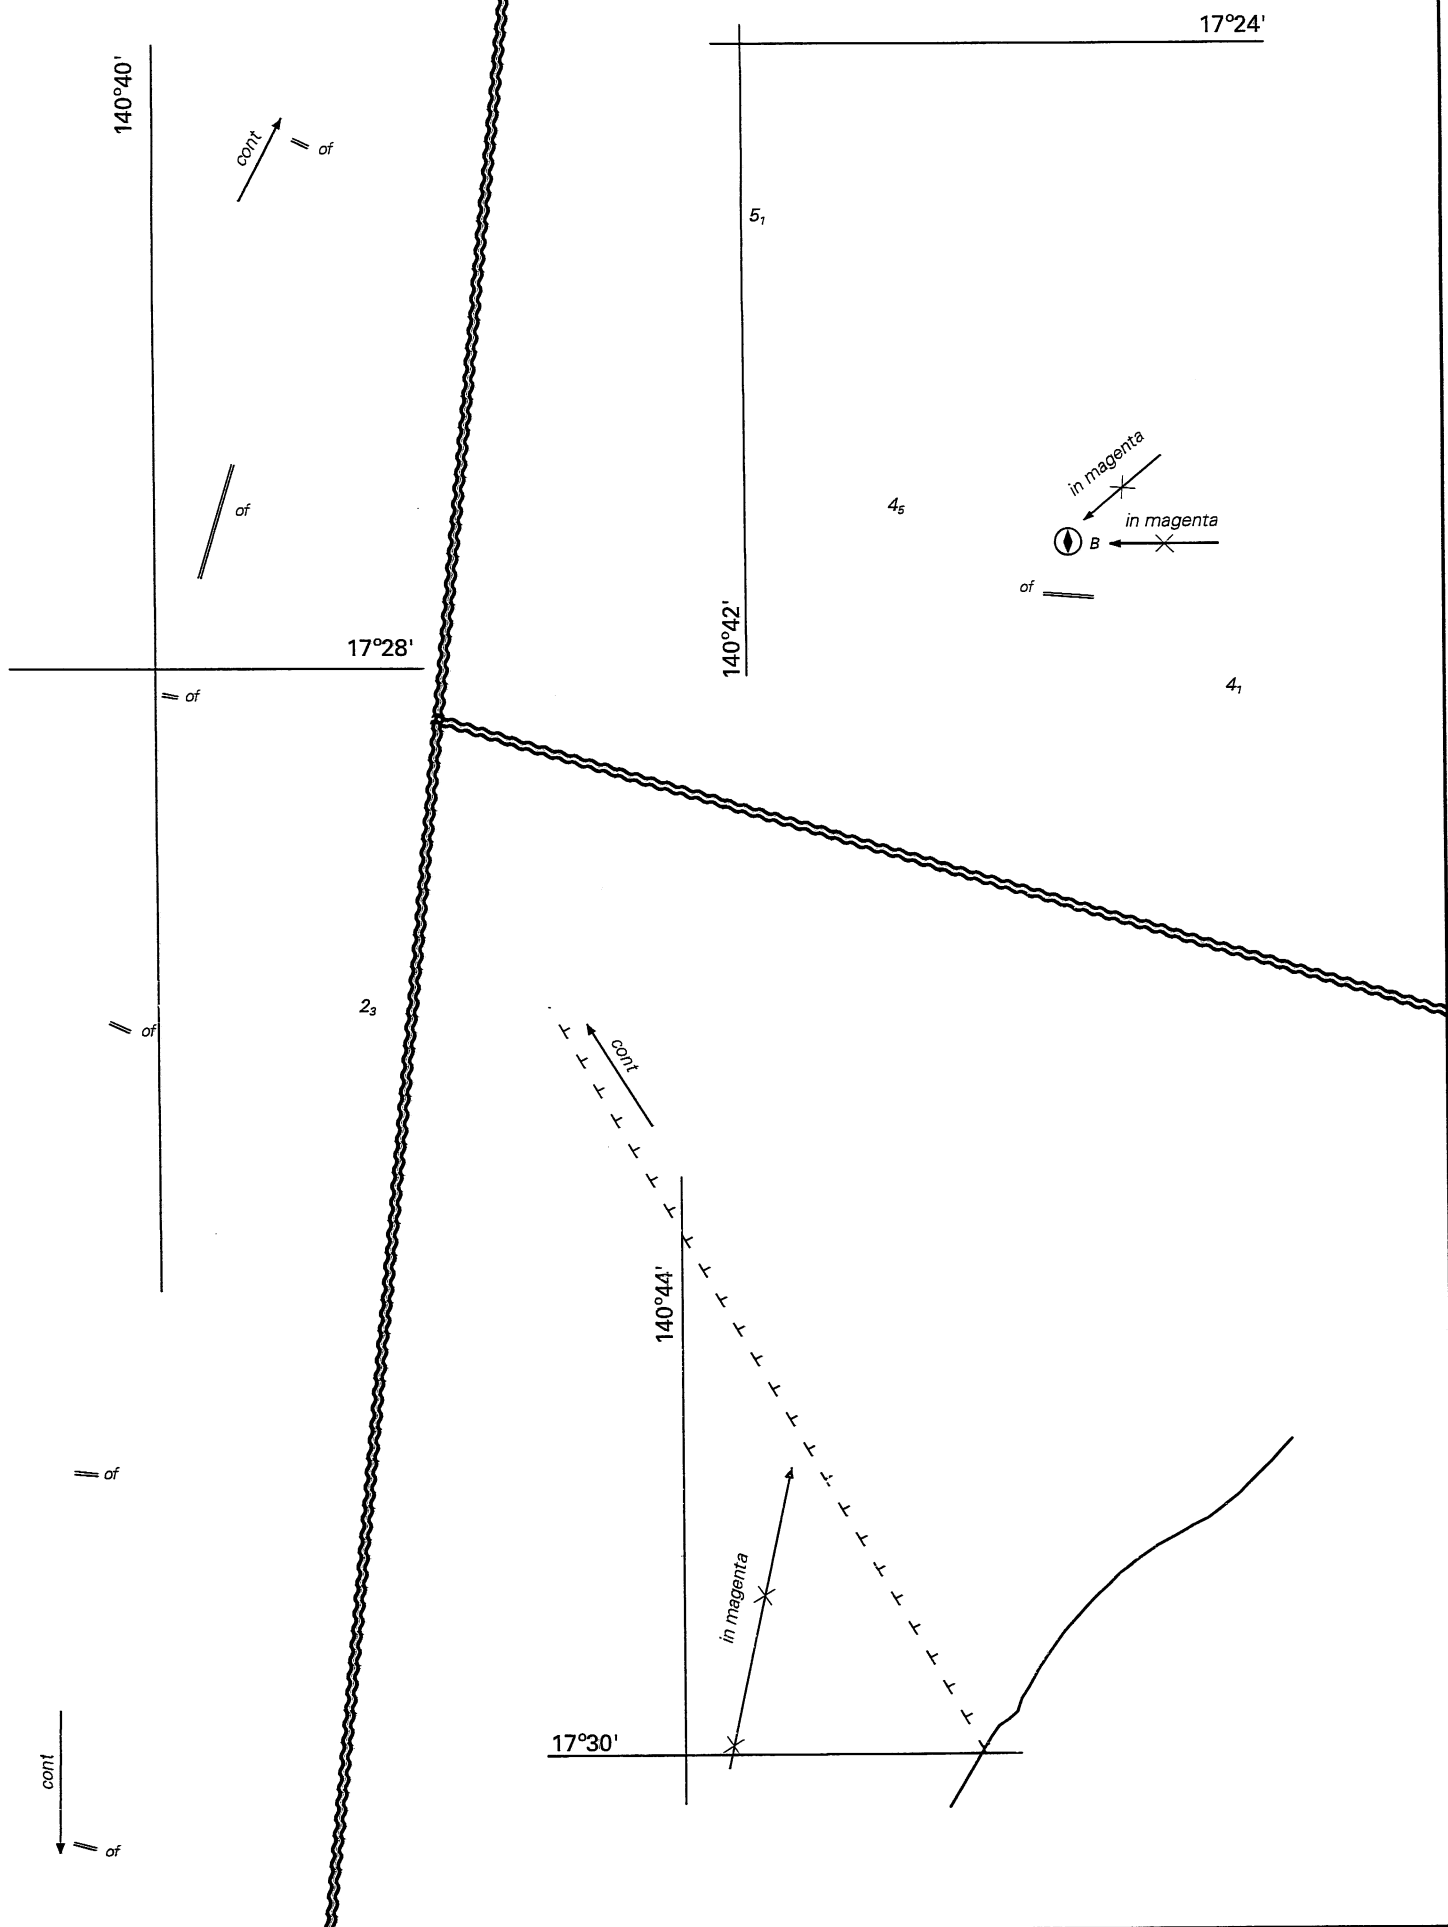 17°24'
140°40'
cont
of
5₁
in magenta
4₅
of
in magenta
B
of
140°42'
17°28'
of
4₁
2₃
of
cont
140°44'
of
in magenta
17°30'
cont
of